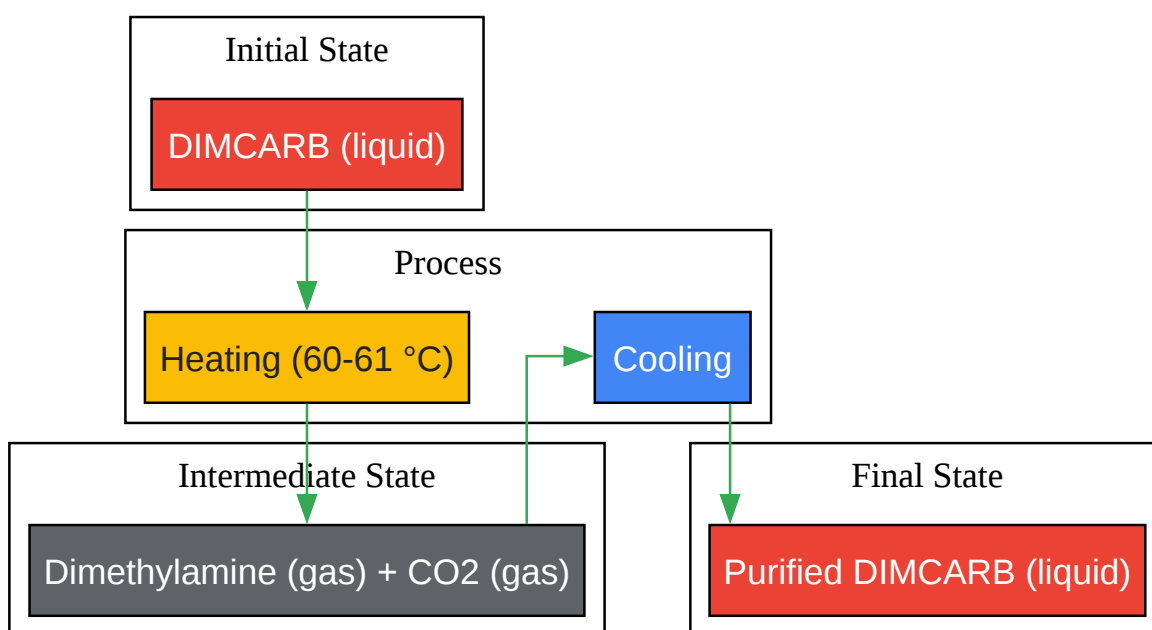 Initial State
DIMCARB (liquid)
Process
Heating (60-61 °C)
Cooling
Intermediate State
Dimethylamine (gas) + CO2 (gas)
Final State
Purified DIMCARB (liquid)